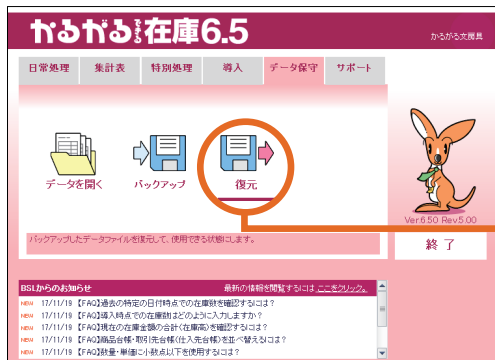 かるがるできる在庫6.5
かるがる文房具
日常処理 集計表 特別処理 導入 データ保守 サポート
データを開く バックアップ 復元
Ver.6.50 Rev.5.00
バックアップしたデータファイルを復元して、使用できる状態にします。
終了
BSLからのお知らせ 最新の情報を閲覧するには ここをクリック。
NEW 17/11/19 【FAQ】過去の特定の日付時点での在庫数を確認するには？
NEW 17/11/19 【FAQ】導入時点での在庫数はどのように入力しますか？
NEW 17/11/19 【FAQ】現在の在庫金額の合計（在庫高）を確認するには？
NEW 17/11/19 【FAQ】商品台帳・取引先台帳（仕入先台帳）を並べ替えるには？
NEW 17/11/19 【FAQ】数量・単価に小数点以下を使用するには？